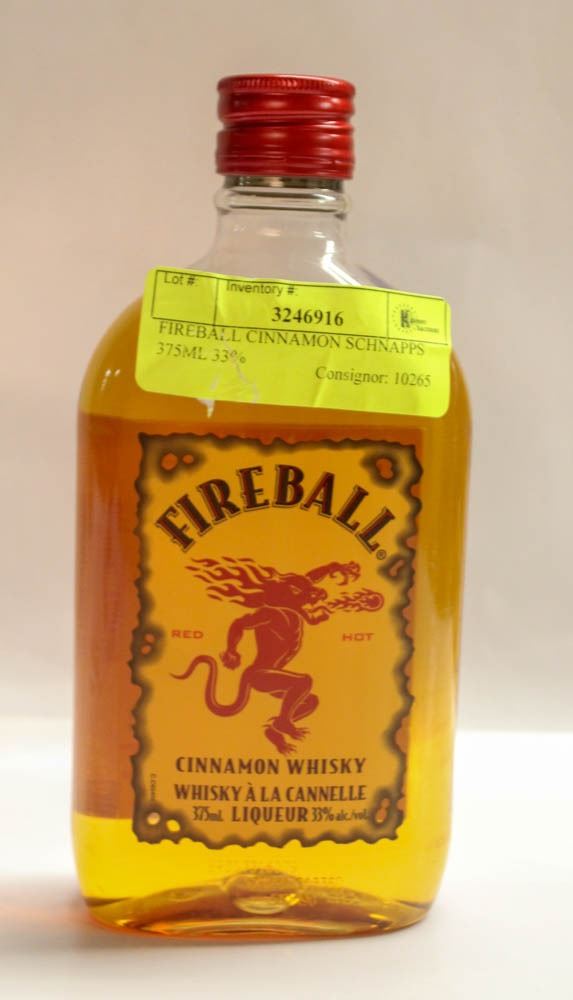 Lot #:
Inventory #:
3246916
FIREBALL CINNAMON SCHNAPPS
375ML 33%
Consignor: 10265
FIREBALL®
RED HOT
CINNAMON WHISKY
WHISKY À LA CANNELLE
375mL LIQUEUR 33% alc./vol.